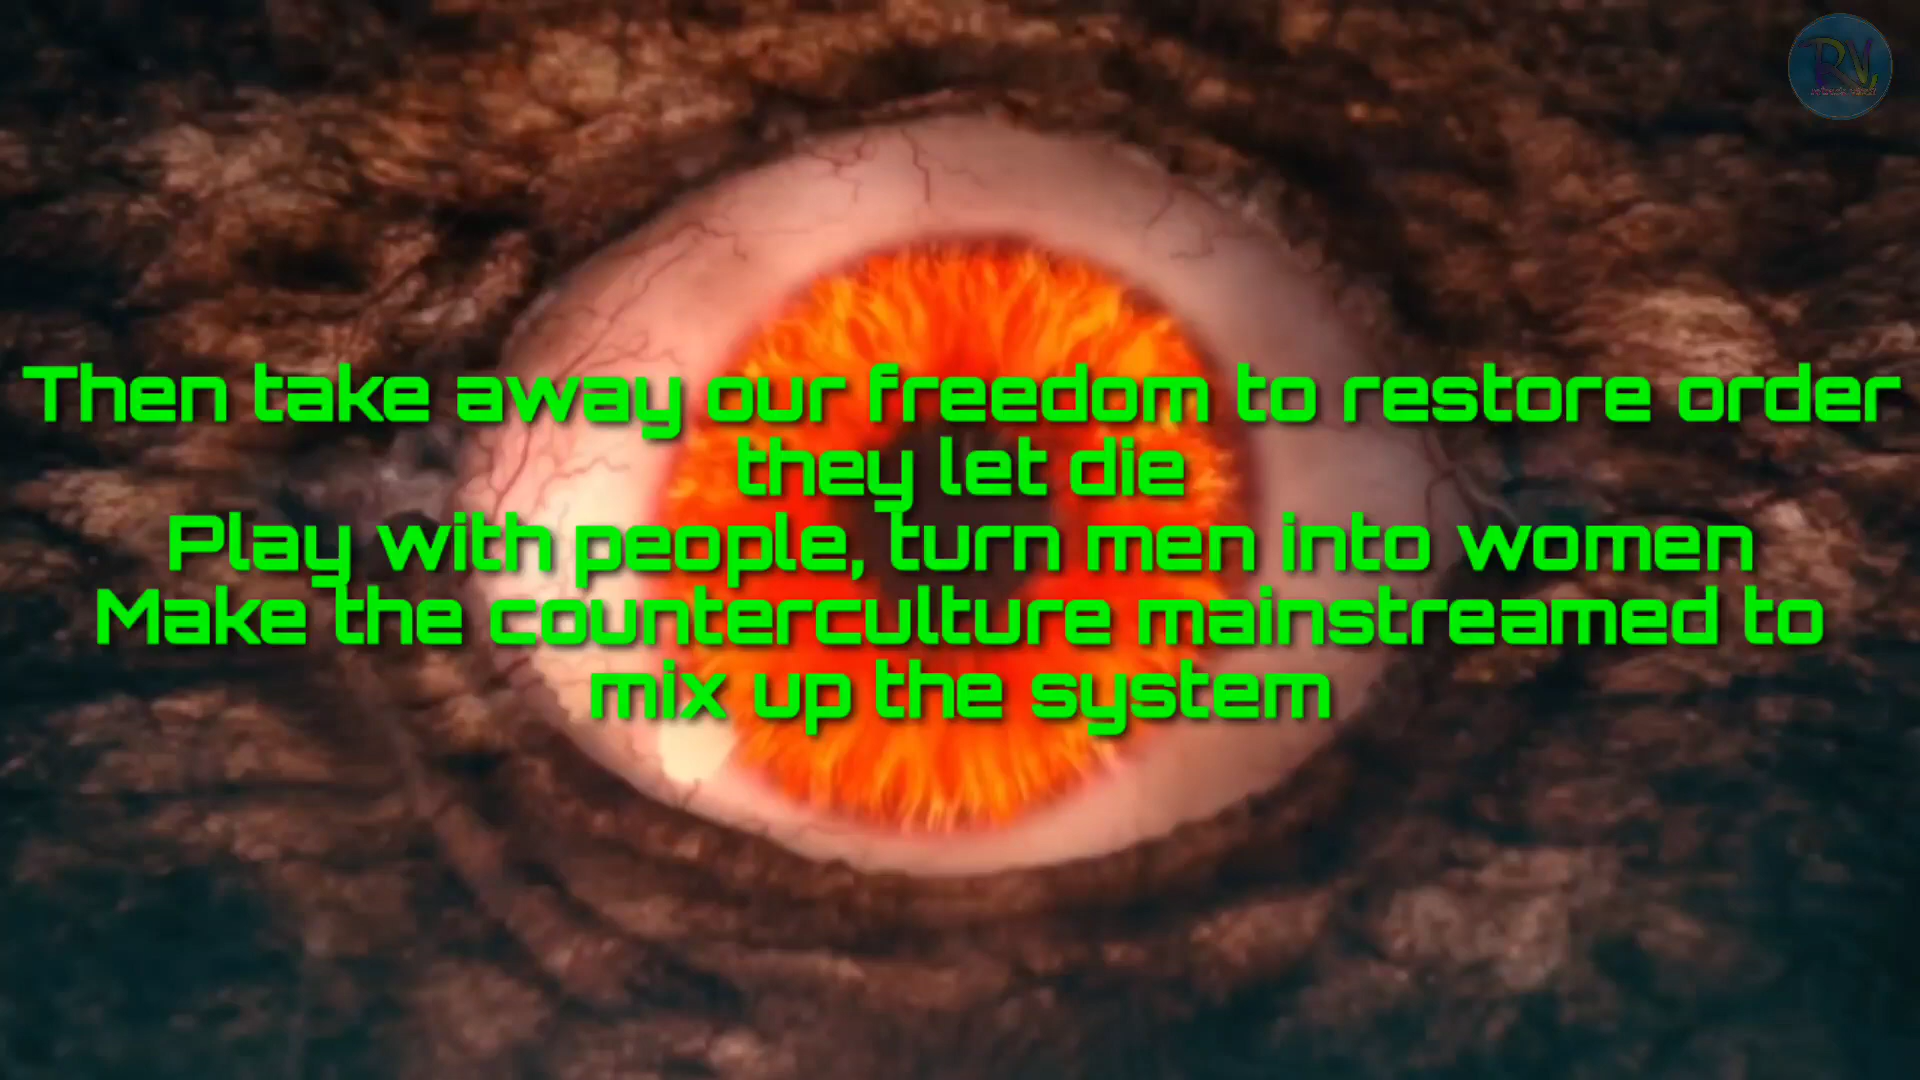 Then take away our freedom to restore order
they let die
Play with people, turn men into women
Make the counterculture mainstreamed to
mix up the system
RV